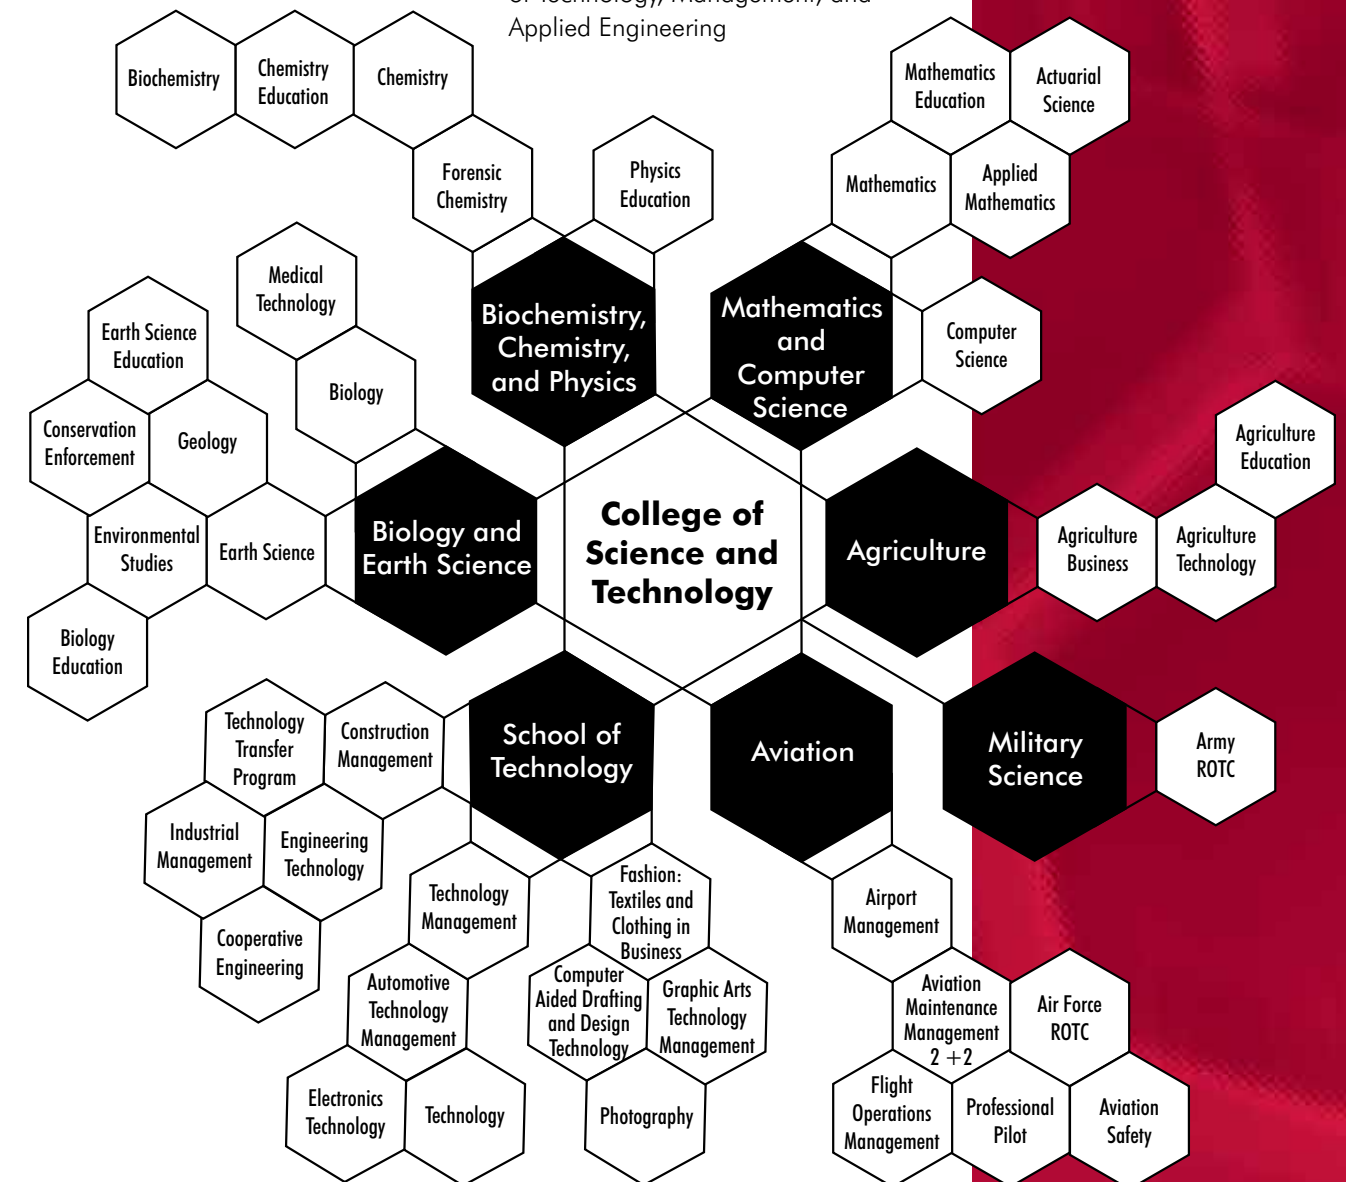 of Technology, Management, and
Applied Engineering
Biochemistry
Chemistry
Education
Chemistry
Forensic
Chemistry
Physics
Education
Mathematics
Education
Actuarial
Science
Mathematics
Applied
Mathematics
Medical
Technology
Biology
Earth Science
Education
Conservation
Enforcement
Geology
Environmental
Studies
Earth Science
Biology
Education
Biochemistry,
Chemistry,
and Physics
Mathematics
and
Computer
Science
Computer
Science
Biology and
Earth Science
College of
Science and
Technology
Agriculture
Agriculture
Business
Agriculture
Technology
Agriculture
Education
School of
Technology
Aviation
Military
Science
Army
ROTC
Technology
Transfer
Program
Construction
Management
Industrial
Management
Engineering
Technology
Cooperative
Engineering
Technology
Management
Automotive
Technology
Management
Electronics
Technology
Technology
Fashion:
Textiles and
Clothing in
Business
Computer
Aided Drafting
and Design
Technology
Graphic Arts
Technology
Management
Photography
Airport
Management
Aviation
Maintenance
Management
2 +2
Air Force
ROTC
Flight
Operations
Management
Professional
Pilot
Aviation
Safety